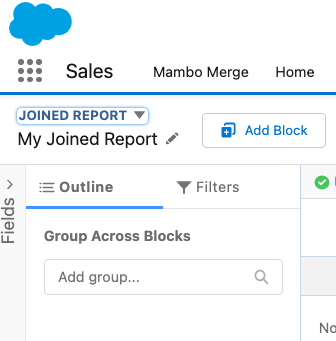 Sales
Mambo Merge
Home
JOINED REPORT
My Joined Report
Add Block
Fields
Outline
Filters
Group Across Blocks
Add group...
No